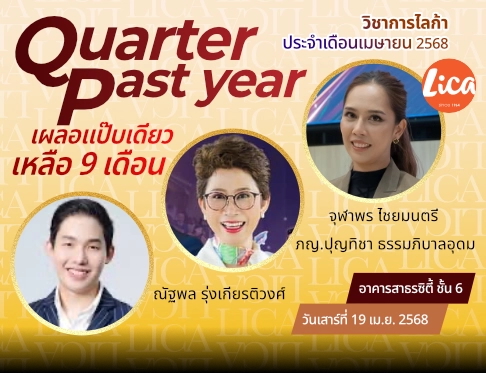 Quarter
Past year
เผลอแป๊บเดียว
เหลือ 9 เดือน
วิชาการไลก้า
ประจำเดือนเมษายน 2568
Lica
since 1968
จุฬาพร ไชยมนตรี
ภญ.ปุญทิชา ธรรมภิบาลอุดม
ณัฐพล รุ่งเกียรติวงศ์
อาคารสาธรซิตี้ ชั้น 6
วันเสาร์ที่ 19 เม.ย. 2568